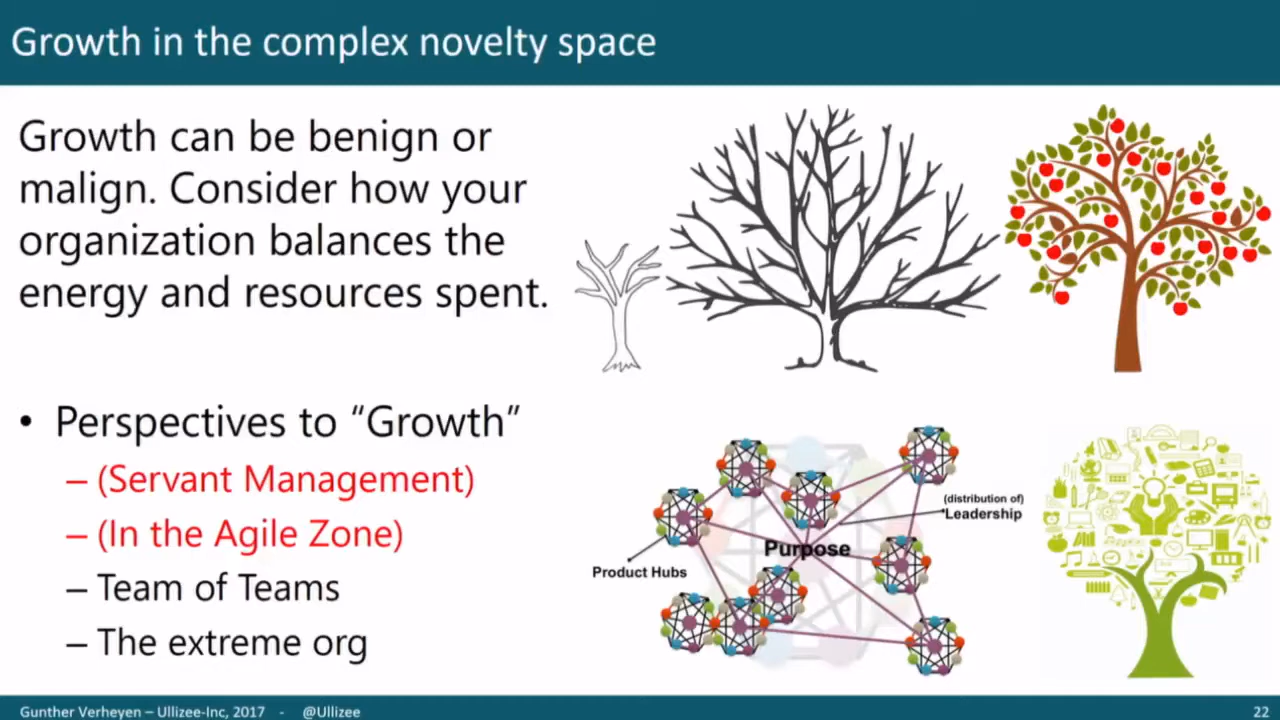 Growth in the complex novelty space
Growth can be benign or
malign. Consider how your
organization balances the
energy and resources spent.
• Perspectives to “Growth”
– (Servant Management)
– (In the Agile Zone)
– Team of Teams
– The extreme org
(distribution of)
Leadership
Purpose
Product Hubs
Gunther Verheyen – Ullizee-Inc, 2017 - @Ullizee
22